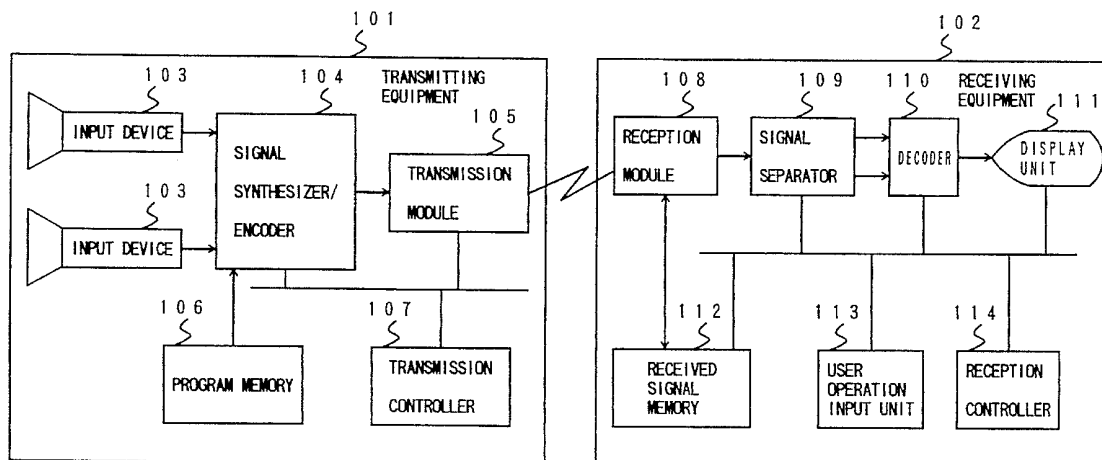 101
102
103
104
TRANSMITTING
EQUIPMENT
105
INPUT DEVICE
SIGNAL
SYNTHESIZER/
ENCODER
TRANSMISSION
MODULE
103
INPUT DEVICE
106
PROGRAM MEMORY
107
TRANSMISSION
CONTROLLER
108
109
110
RECEIVING
EQUIPMENT
111
RECEPTION
MODULE
SIGNAL
SEPARATOR
DECODER
DISPLAY
UNIT
112
RECEIVED
SIGNAL
MEMORY
113
USER
OPERATION
INPUT UNIT
114
RECEPTION
CONTROLLER